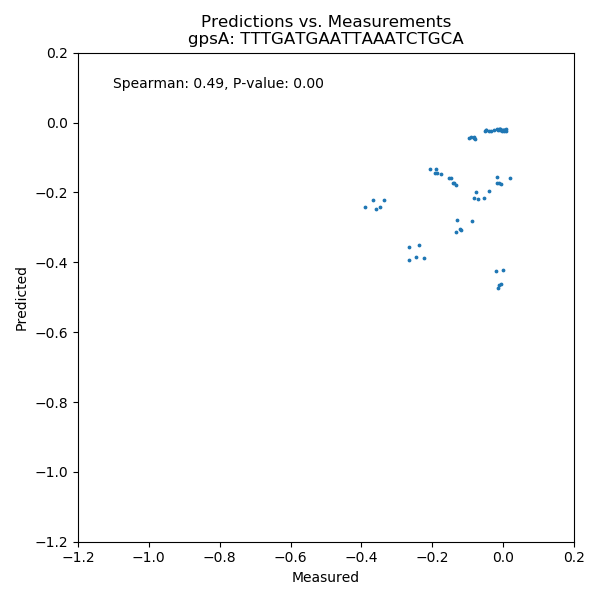 Predictions vs. Measurements
gpsA: TTTGATGAATTAAATCTGCA
Spearman: 0.49, P-value: 0.00
0.2
0.0
−0.2
−0.4
−0.6
−0.8
−1.0
−1.2
Predicted
−1.2 −1.0 −0.8 −0.6 −0.4 −0.2 0.0 0.2
Measured